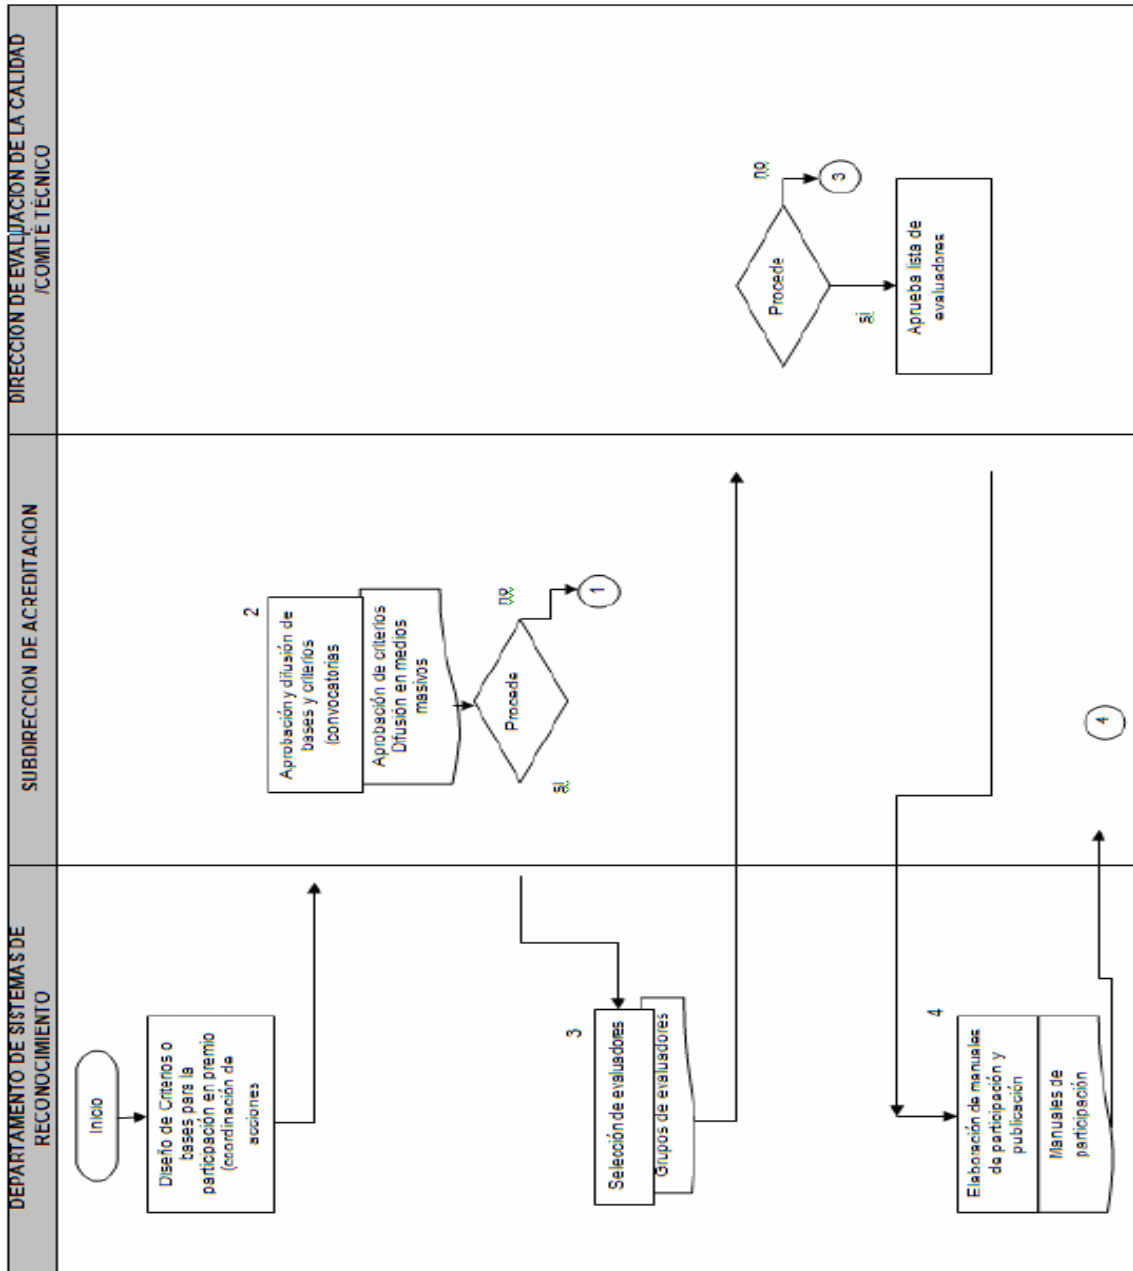 DEPARTAMENTO DE SISTEMAS DE
RECONOCIMIENTO
SUBDIRECCION DE ACREDITACION
DIRECCION DE EVALUACION DE LA CALIDAD
/COMITÉ TÉCNICO
Inicio
Diseño de Criterios o
bases para la
participación en premio
(coordinación de
acciones
2
Aprobación y difusión de
bases y criterios
(convocatorias
Aprobación de criterios
Difusión en medios
masivos
Procede
no
1
si
3
Selección de evaluadores
Grupos de evaluadores
Procede
no
3
si
Aprueba lista de
evaluadores
4
Elaboración de manuales
de participación y
publicación
Manuales de
participación
4